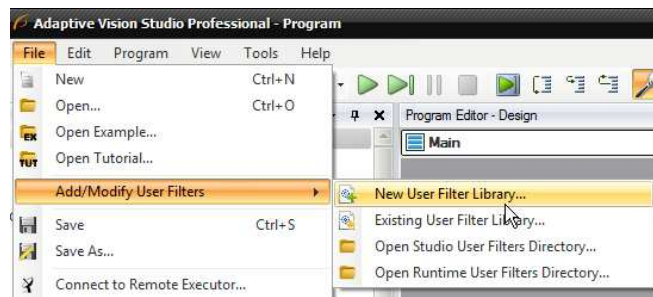 Adaptive Vision Studio Professional - Program
File Edit Program View Tools Help
New Ctrl+N
Open... Ctrl+O
EX Open Example...
TUT Open Tutorial...
Add/Modify User Filters
Save Ctrl+S
Save As...
Connect to Remote Executor...
Program Editor - Design
Main
New User Filter Library...
Existing User Filter Library...
Open Studio User Filters Directory...
Open Runtime User Filters Directory...